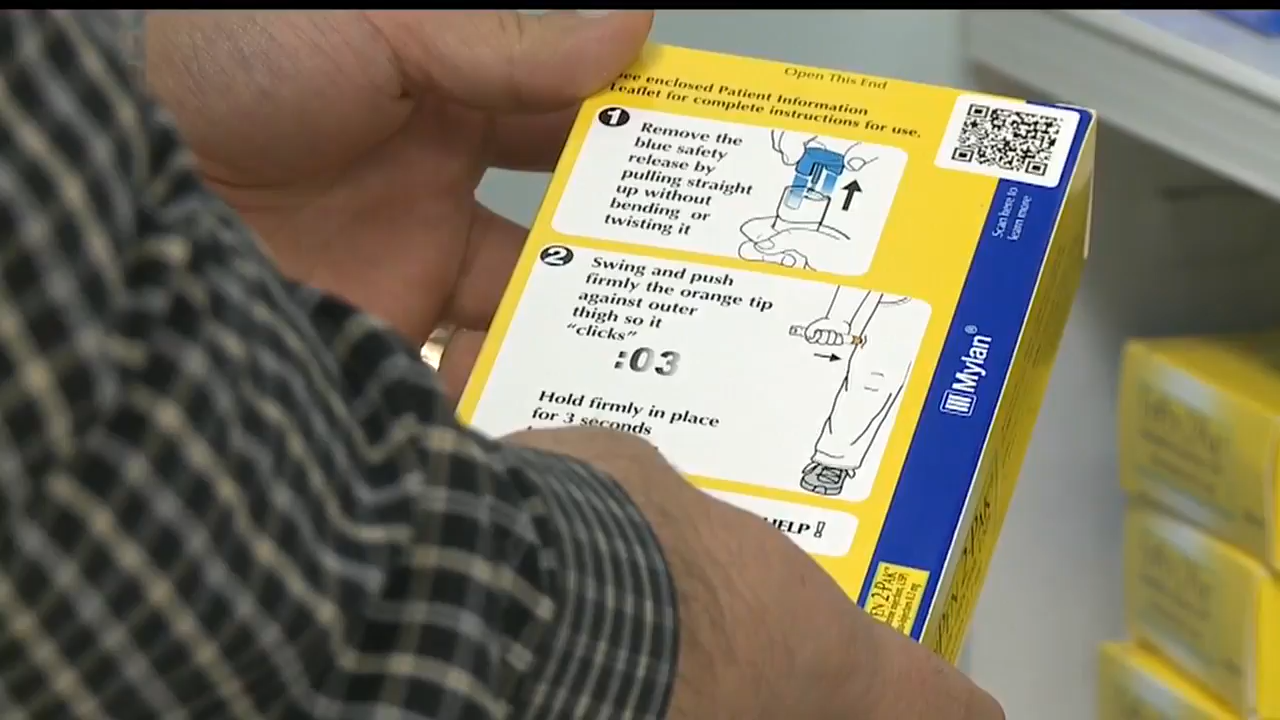 Open This End
enclosed Patient Information
Leaflet for complete instructions for use.
1
Remove the
blue safety
release by
pulling straight
up without
bending or
twisting it
2
Swing and push
firmly the orange tip
against outer
thigh so it
“clicks”
:03
Hold firmly in place
for 3 seconds
HELP!
Scan here to
learn more
Mylan®
2-PAK